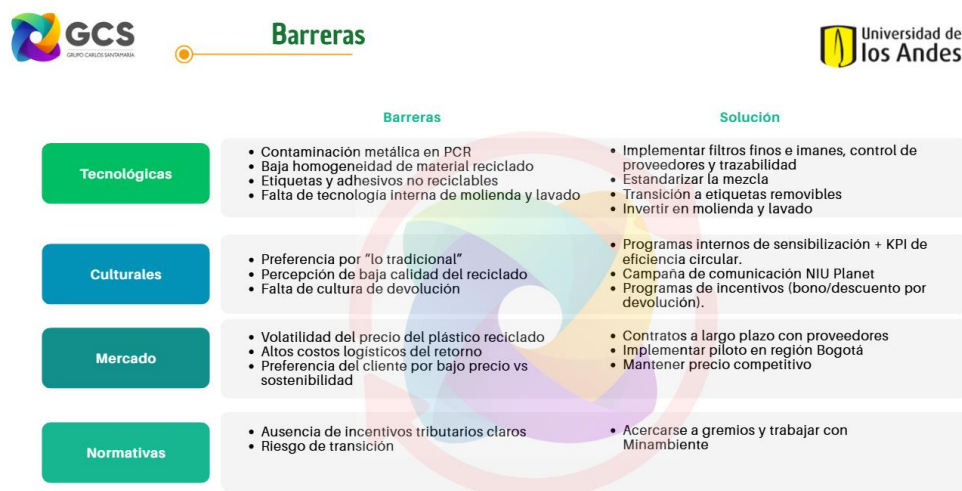 GCS
GRUPO CARLOS SANTAMARÍA
Barreras
Universidad de
los Andes
Barreras
Solución
Tecnológicas
• Contaminación metálica en PCR
• Baja homogeneidad de material reciclado
• Etiquetas y adhesivos no reciclables
• Falta de tecnología interna de molienda y lavado
• Implementar filtros finos e imanes, control de
proveedores y trazabilidad
• Estandarizar la mezcla
• Transición a etiquetas removibles
• Invertir en molienda y lavado
Culturales
• Preferencia por “lo tradicional”
• Percepción de baja calidad del reciclado
• Falta de cultura de devolución
• Programas internos de sensibilización + KPI de
eficiencia circular.
• Campaña de comunicación NIU Planet
• Programas de incentivos (bono/descuento por
devolución).
Mercado
• Volatilidad del precio del plástico reciclado
• Altos costos logísticos del retorno
• Preferencia del cliente por bajo precio vs
sostenibilidad
• Contratos a largo plazo con proveedores
• Implementar piloto en región Bogotá
• Mantener precio competitivo
Normativas
• Ausencia de incentivos tributarios claros
• Riesgo de transición
• Acercarse a gremios y trabajar con
Minambiente